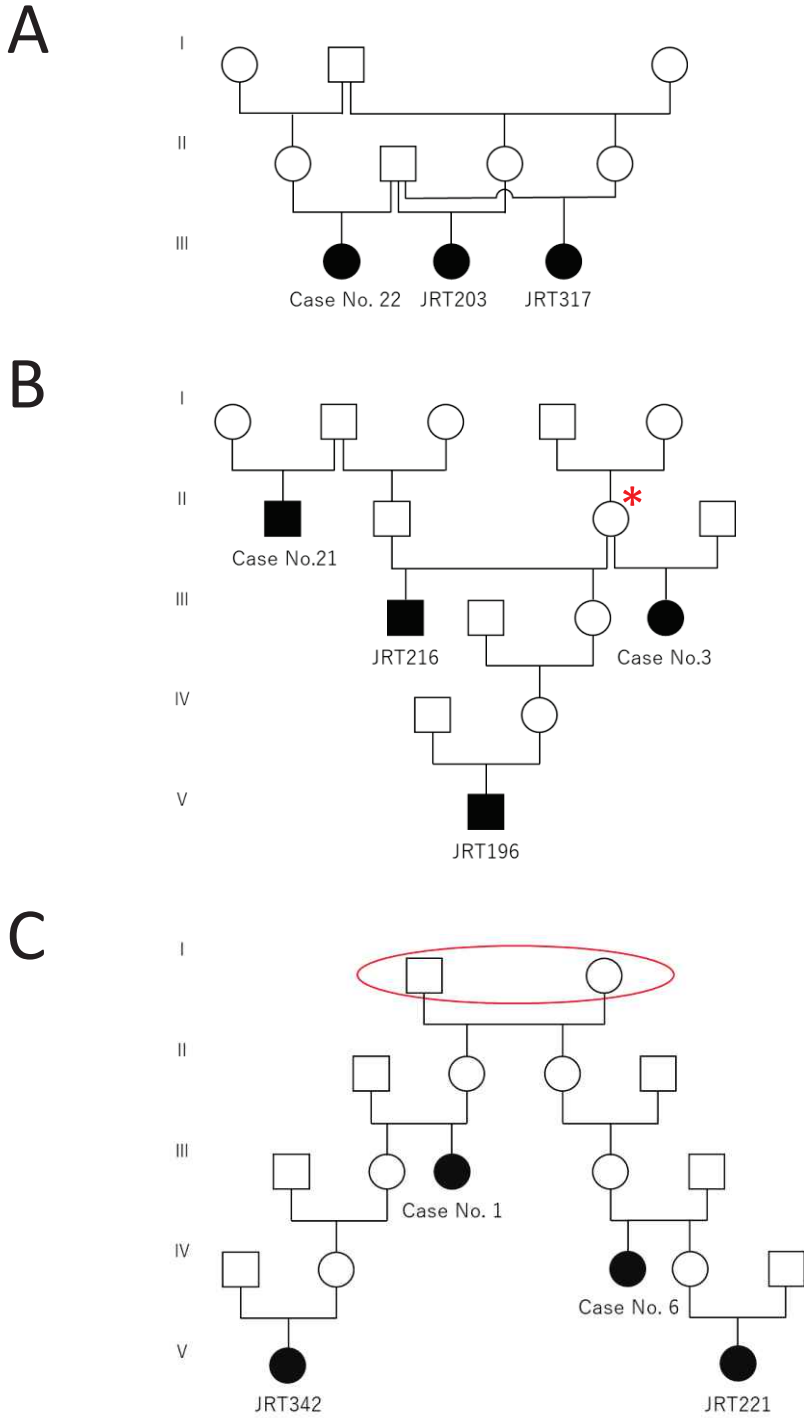 A
I
II
III
Case No. 22 JRT203 JRT317
B
I
II
*
Case No.21
III
JRT216 Case No.3
IV
V
JRT196
C
I
II
III
Case No. 1
IV
Case No. 6
V
JRT342 JRT221